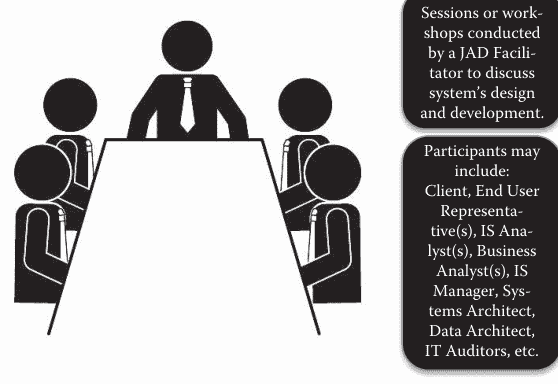 Sessions or work-
shops conducted
by a JAD Facili-
tator to discuss
system's design
and development.
Participants may
include:
Client, End User
Representa-
tive(s), IS Ana-
lyst(s), Business
Analyst(s), IS
Manager, Sys-
tems Architect,
Data Architect,
IT Auditors, etc.